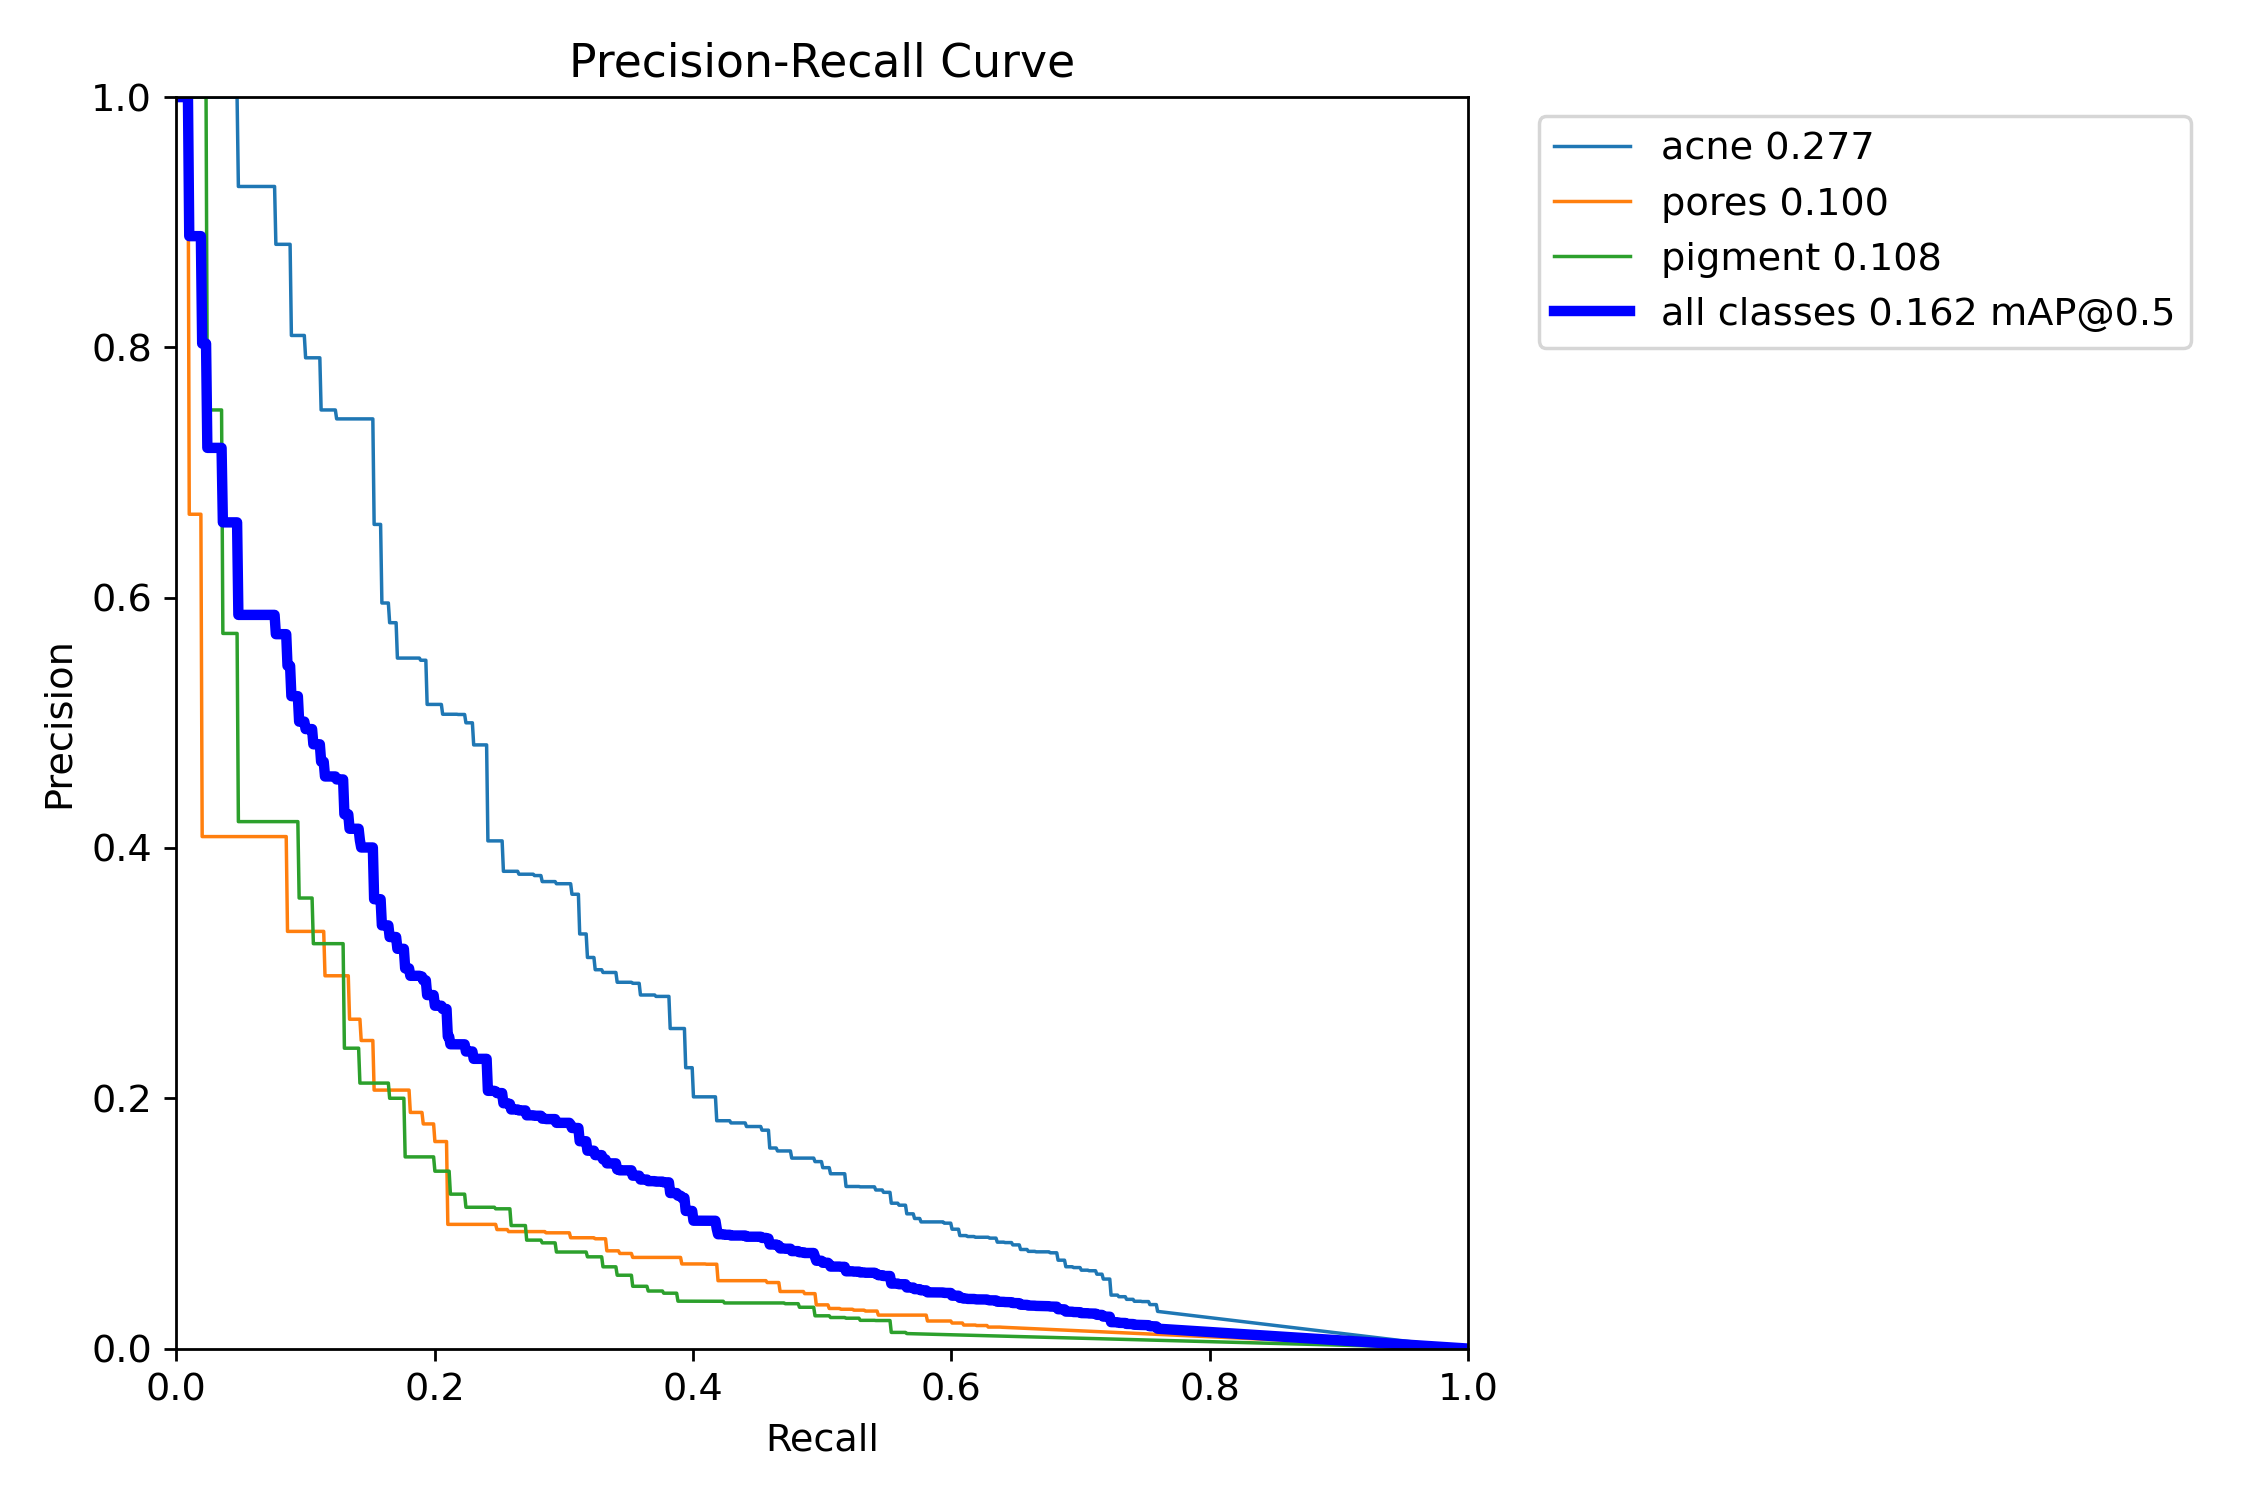 Precision-Recall Curve
1.0
0.8
0.6
0.4
0.2
0.0
Precision
0.0 0.2 0.4 0.6 0.8 1.0
Recall
acne 0.277
pores 0.100
pigment 0.108
all classes 0.162 mAP@0.5